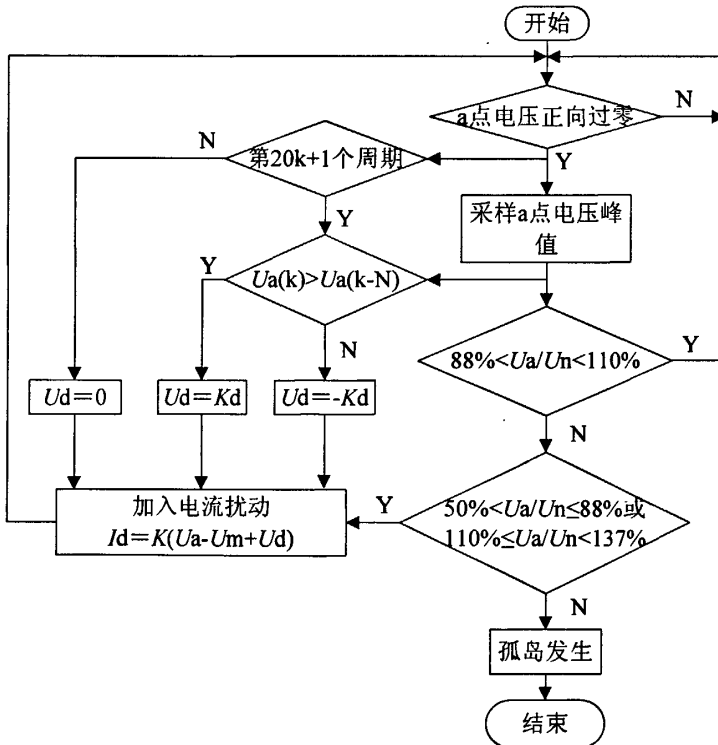 开始
a点电压正向过零
N
Y
第20k+1个周期
N
Y
采样a点电压峰
值
Ua(k)>Ua(k-N)
Y
N
88%<Ua/Un<110%
Y
N
Ud＝0
Ud＝Kd
Ud＝-Kd
加入电流扰动
Id＝K(Ua-Um+Ud)
Y
50%<Ua/Un≤88%或
110%≤Ua/Un<137%
N
孤岛发生
结束